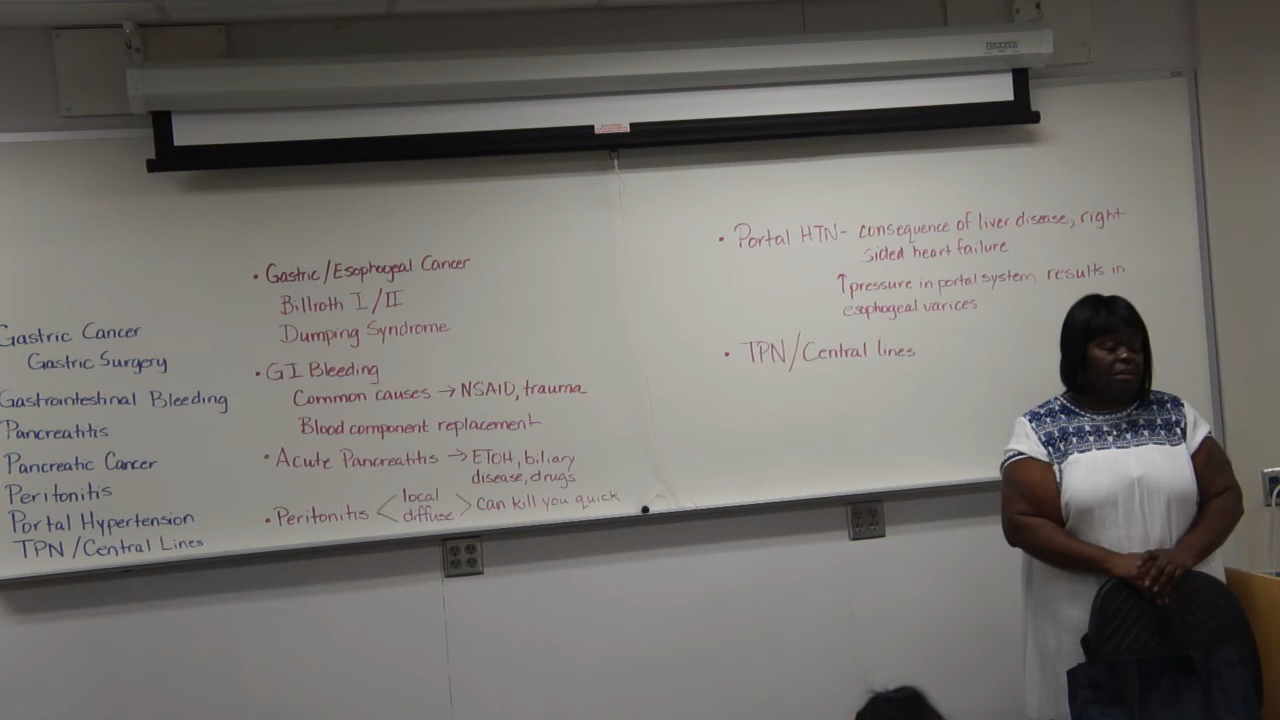 Gastric Cancer
Gastric Surgery
Gastrointestinal Bleeding
Pancreatitis
Pancreatic Cancer
Peritonitis
Portal Hypertension
TPN/Central Lines
• Gastric/Esophogeal Cancer
Billroth I/II
Dumping Syndrome
• GI Bleeding
Common causes → NSAID, trauma
Blood component replacement
• Acute Pancreatitis → ETOH, biliary
disease, drugs
• Peritonitis < local
diffuse > can kill you quick
• Portal HTN- consequence of liver disease, right
sided heart failure
↑pressure in portal system results in
esophogeal varices
• TPN/Central lines